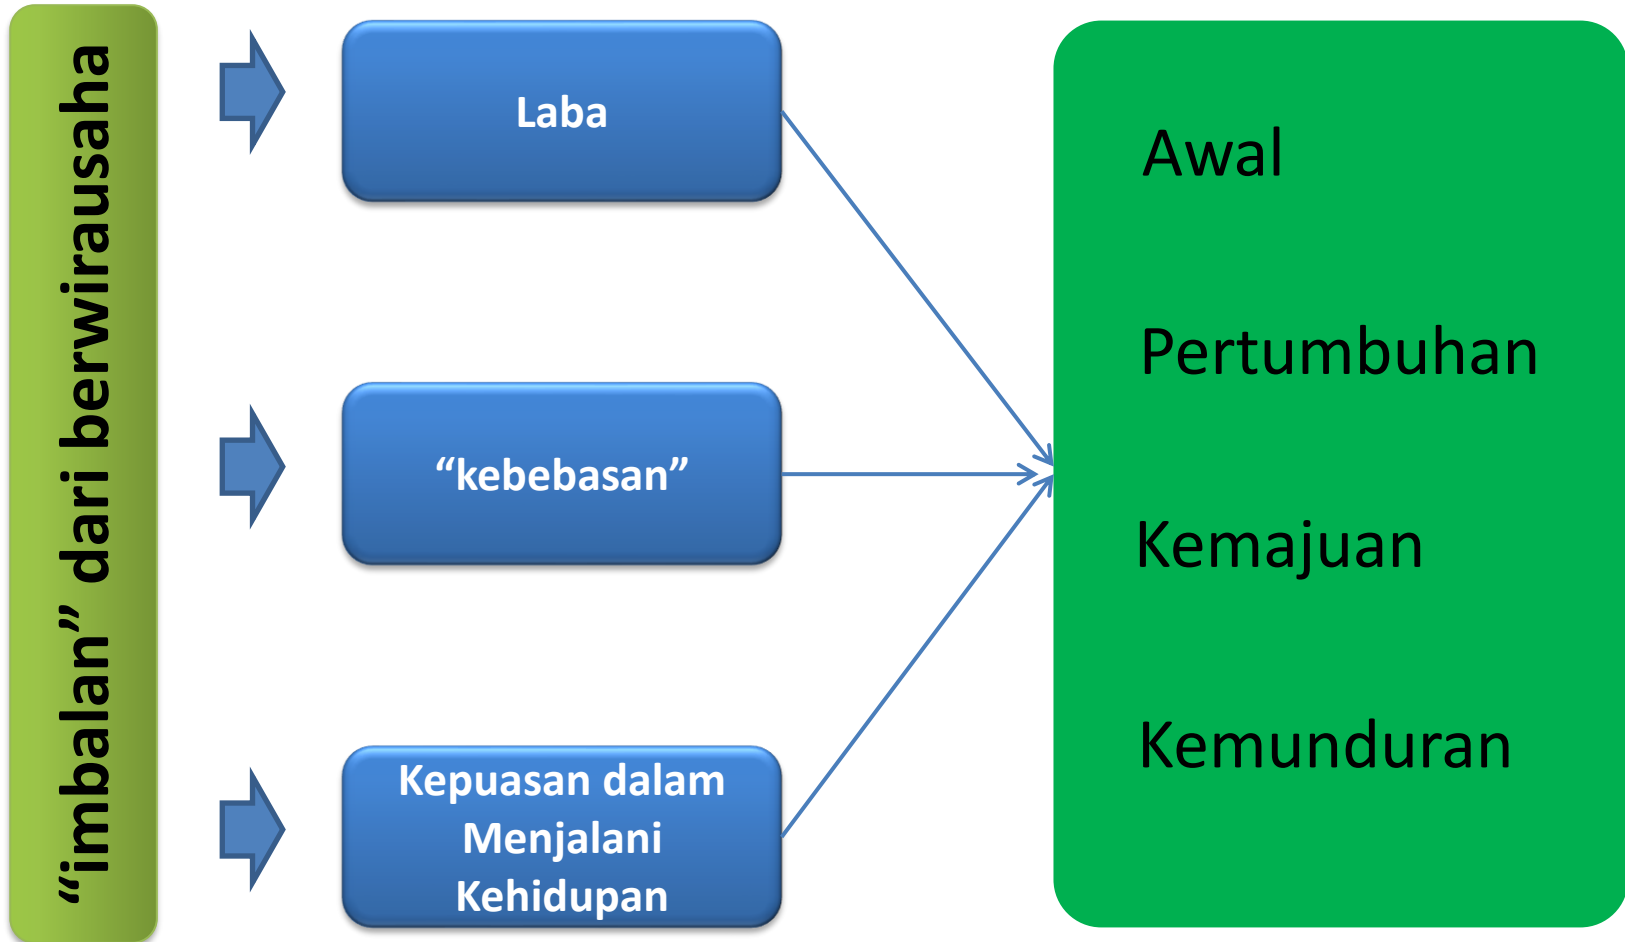 “imbalan” dari berwirausaha
Laba
“kebebasan”
Kepuasan dalam
Menjalani
Kehidupan
Awal
Pertumbuhan
Kemajuan
Kemunduran